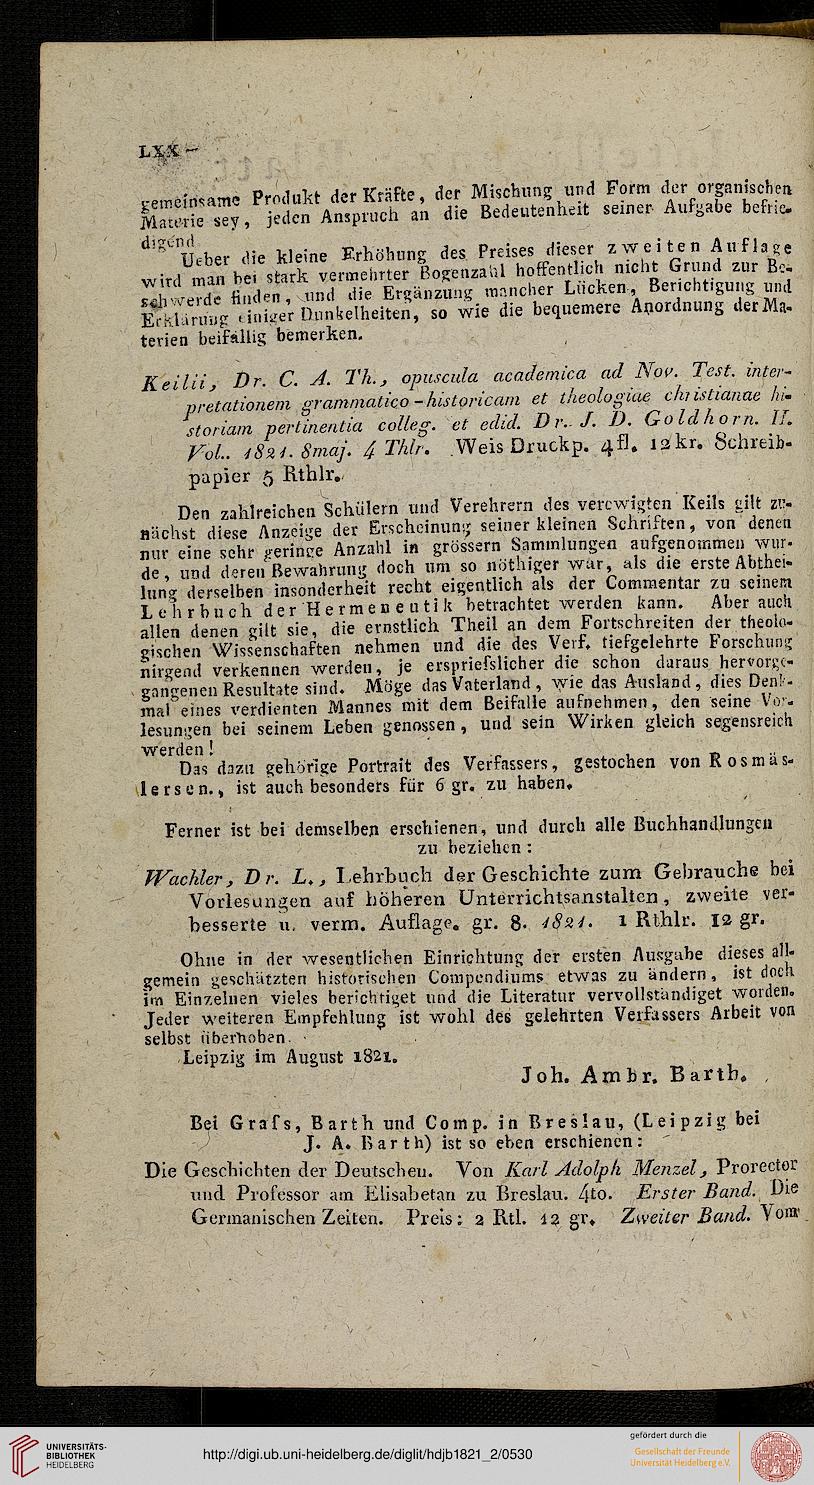 LXX
gemeinsame Produkt der Kräfte, der Mischung und Form der organischen
Materie sey, jeden Anspruch an die Bedeutenheit seiner Aufgabe befrie-
digend
Ueber die kleine Erhöhung des Preises dieser zweiten Auflage
wird man bei stark vermehrter Bogenzahl hoffentlich nicht Grund zur Be-
schwerde finden, und die Ergänzung mancher Lücken, Berichtigung und
Erklärung einiger Dunkelheiten, so wie die bequemere Anordnung der Ma-
terien beifällig bemerken.
Keilii, Dr. C. A. Th., opuscula academica ad Nov. Test. inter-
pretationem grammatico-historicam et theologiae christianae hi-
storiam pertinentia colleg. et edid. Dr. J. D. Goldhorn. II.
Vol.. 1821. 8maj. 4 Thlr. Weis Druckp. 4fl. 12kr. Schreib-
papier 5 Rthlr.
Den zahlreichen Schülern und Verehrern des verewigten Keils gilt zu-
nächst diese Anzeige der Erscheinung seiner kleinen Schriften, von denen
nur eine sehr geringe Anzahl in grössern Sammlungen aufgenommen wur-
de, und deren Bewahrung doch um so nöthiger war, als die erste Abthei-
lung derselben insonderheit recht eigentlich als der Commentar zu seinem
Lehrbuch der Hermeneutik betrachtet werden kann. Aber auch
allen denen gilt sie, die ernstlich Theil an dem Fortschreiten der theolo-
gischen Wissenschaften nehmen und die des Verf. tiefgelehrte Forschung
nirgend verkennen werden, je erspriefslicher die schon daraus hervorge-
gangenen Resultate sind. Möge das Vaterland, wie das Ausland, dies Denk-
mal eines verdienten Mannes mit dem Beifalle aufnehmen, den seine Vor-
lesungen bei seinem Leben genossen, und sein Wirken gleich segensreich
werden!
Das dazu gehörige Portrait des Verfassers, gestochen von Rosmäs-
lersen., ist auch besonders für 6 gr. zu haben.
Ferner ist bei demselben erschienen, und durch alle Buchhandlungen
zu beziehen:
Wachler, Dr. L., Lehrbuch der Geschichte zum Gebrauche bei
Vorlesungen auf höheren Unterrichtsanstalten, zweite ver-
besserte u. verm. Auflage. gr. 8. 1821. 1 Rthlr. 12 gr.
Ohne in der wesentlichen Einrichtung der ersten Ausgabe dieses all-
gemein geschätzten historischen Compendiums etwas zu ändern, ist doch
im Einzelnen vieles berichtiget und die Literatur vervollständiget worden.
Jeder weiteren Empfehlung ist wohl des gelehrten Verfassers Arbeit von
selbst überhoben.
Leipzig im August 1821.
Joh. Ambr. Barth.
Bei Grafs, Barth und Comp. in Breslau, (Leipzig bei
J. A. Barth) ist so eben erschienen:
Die Geschichten der Deutschen. Von Karl Adolph Menzel, Prorector
und Professor am Elisabetan zu Breslau. 4to. Erster Band. Die
Germanischen Zeiten. Preis: 2 Rtl. 12 gr. Zweiter Band. Vom
UNIVERSITÄTS-
BIBLIOTHEK
HEIDELBERG
http://digi.ub.uni-heidelberg.de/diglit/hdjb1821_2/0530
gefördert durch die
Gesellschaft der Freunde
Universität Heidelberg e.V.